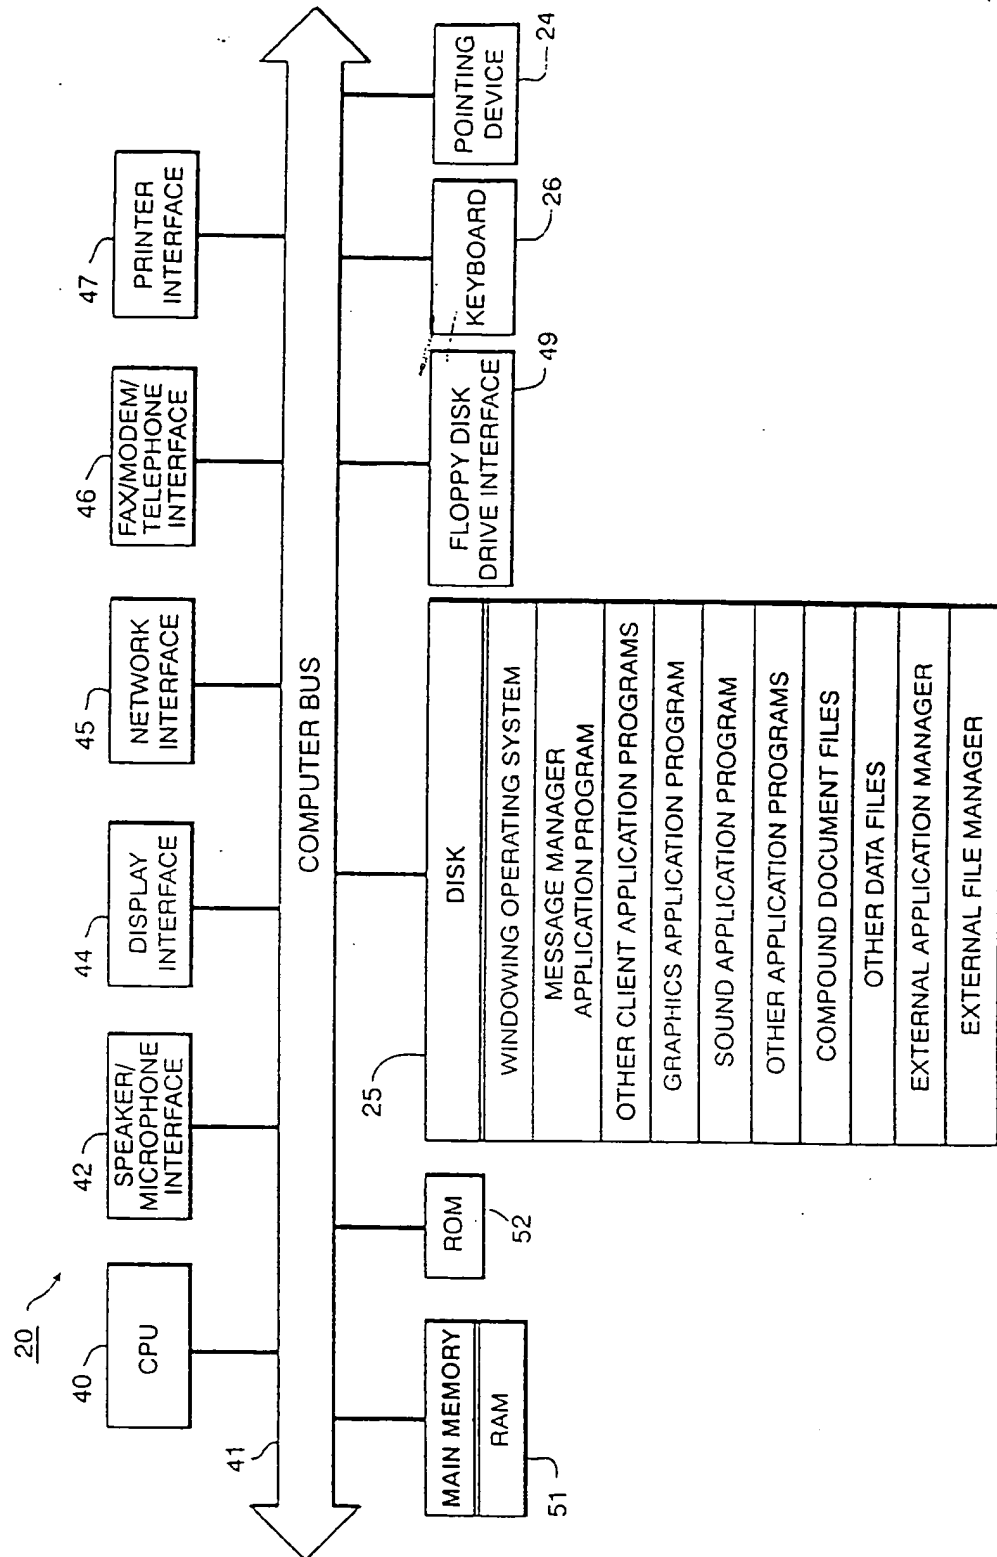 20
40
CPU
42
SPEAKER/
MICROPHONE
INTERFACE
44
DISPLAY
INTERFACE
45
NETWORK
INTERFACE
46
FAX/MODEM/
TELEPHONE
INTERFACE
47
PRINTER
INTERFACE
41
COMPUTER BUS
MAIN MEMORY
RAM
51
ROM
52
25
DISK
WINDOWING OPERATING SYSTEM
MESSAGE MANAGER
APPLICATION PROGRAM
OTHER CLIENT APPLICATION PROGRAMS
GRAPHICS APPLICATION PROGRAM
SOUND APPLICATION PROGRAM
OTHER APPLICATION PROGRAMS
COMPOUND DOCUMENT FILES
OTHER DATA FILES
EXTERNAL APPLICATION MANAGER
EXTERNAL FILE MANAGER
FLOPPY DISK
DRIVE INTERFACE
49
KEYBOARD
26
POINTING
DEVICE
24